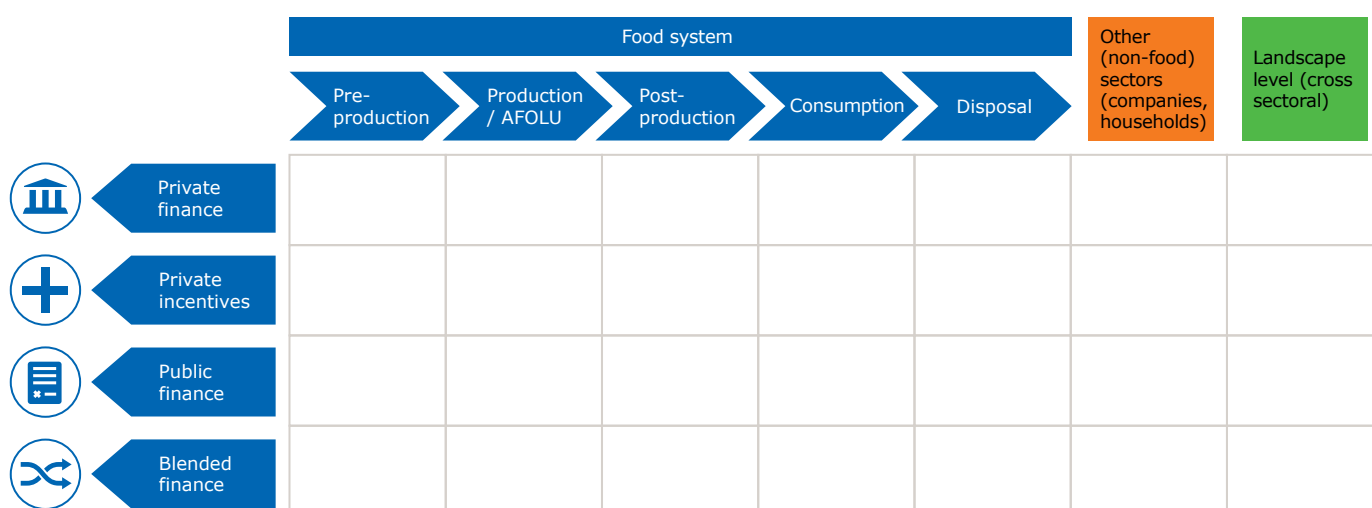 Food system
Pre-
production
Production
/ AFOLU
Post-
production
Consumption
Disposal
Other
(non-food)
sectors
(companies,
households)
Landscape
level (cross
sectoral)
Private
finance
Private
incentives
Public
finance
Blended
finance